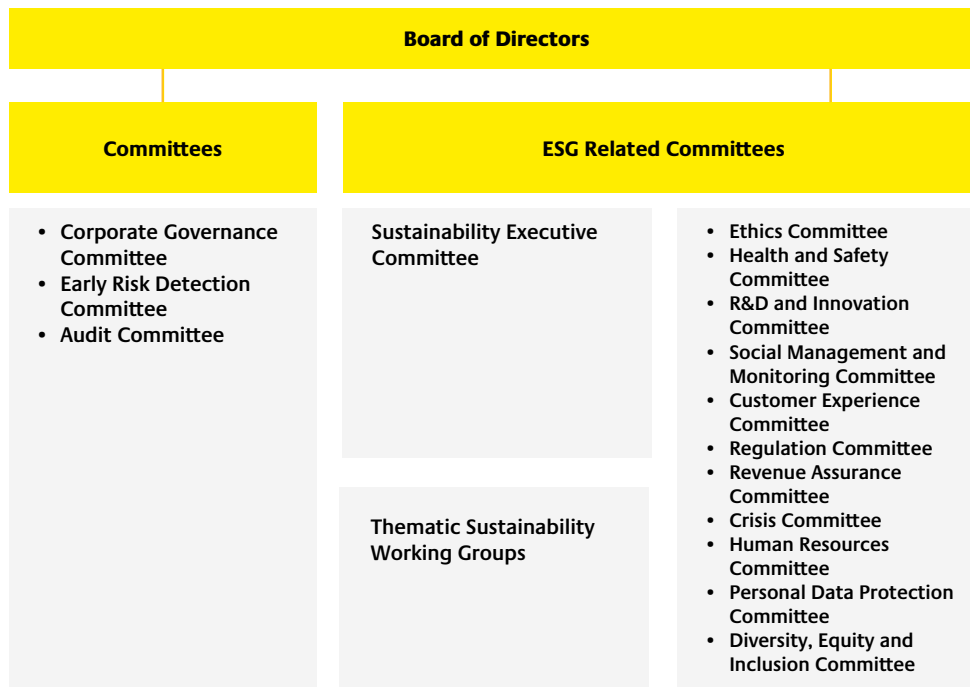 Board of Directors
Committees
ESG Related Committees
• Corporate Governance
Committee
• Early Risk Detection
Committee
• Audit Committee
Sustainability Executive
Committee
Thematic Sustainability
Working Groups
• Ethics Committee
• Health and Safety
Committee
• R&D and Innovation
Committee
• Social Management and
Monitoring Committee
• Customer Experience
Committee
• Regulation Committee
• Revenue Assurance
Committee
• Crisis Committee
• Human Resources
Committee
• Personal Data Protection
Committee
• Diversity, Equity and
Inclusion Committee